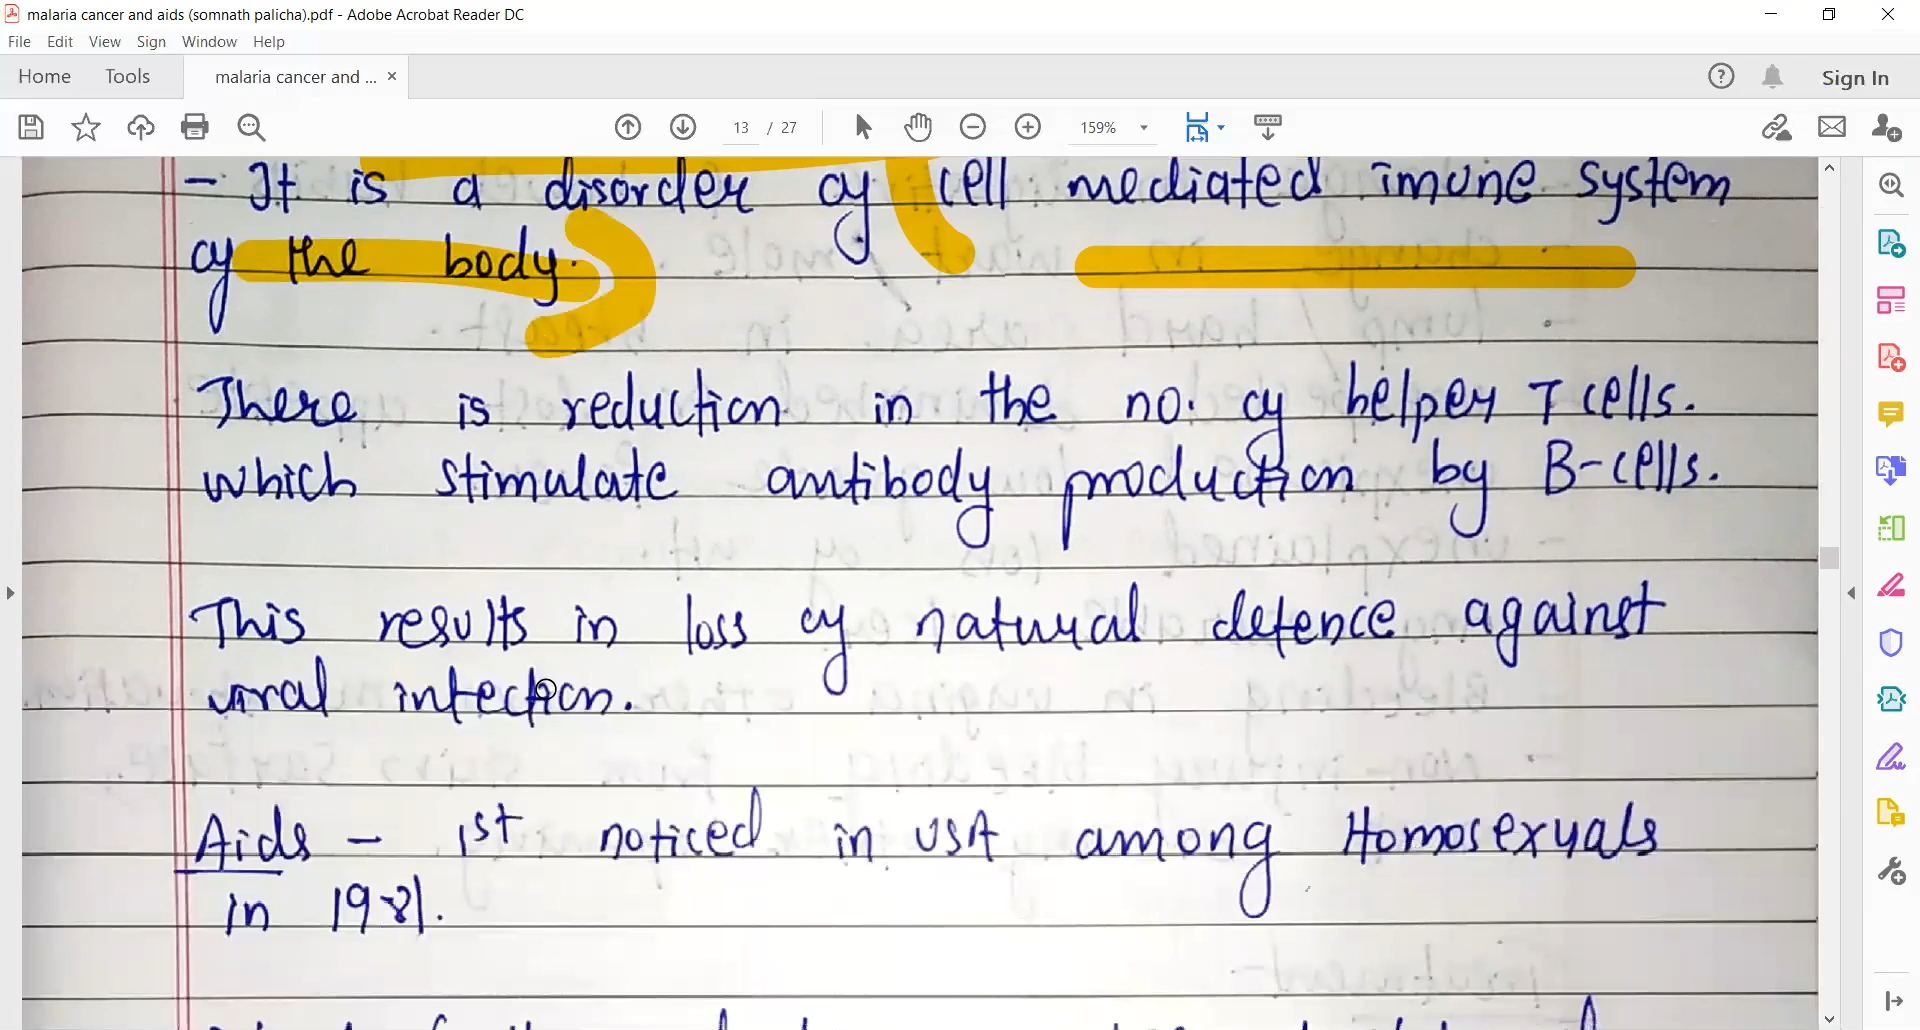 malaria cancer and aids (somnath palicha).pdf - Adobe Acrobat Reader DC
File Edit View Sign Window Help
Home Tools malaria cancer and ... × Sign In
13 / 27 159%
- It is a disorder of cell mediated imune system
of the body.
There is reduction in the no. of helper T cells.
which stimulate antibody production by B-cells.
This results in loss of natural defence against
viral infection.
Aids - 1st noticed in USA among Homosexuals
in 1981.